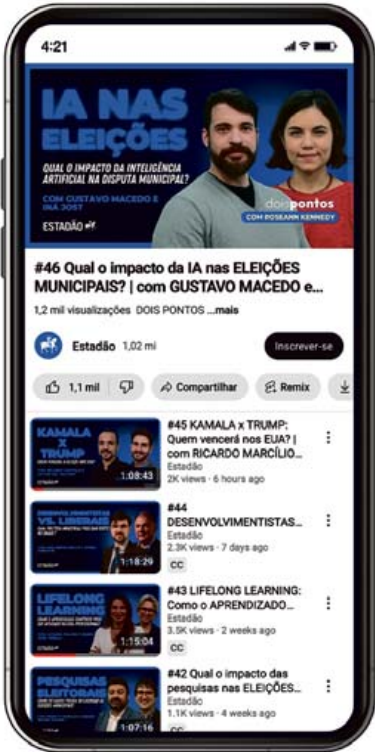 4:21
IA NAS
ELEIÇÕES
QUAL O IMPACTO DA INTELIGÊNCIA
ARTIFICIAL NA DISPUTA MUNICIPAL?
COM GUSTAVO MACEDO E
INÁ JOST
ESTADÃO
doispontos
COM ROSEANN KENNEDY
#46 Qual o impacto da IA nas ELEIÇÕES
MUNICIPAIS? | com GUSTAVO MACEDO e...
1,2 mil visualizações DOIS PONTOS ...mais
Estadão 1,02 mi
Inscrever-se
1,1 mil
Compartilhar
Remix
KAMALA
X
TRUMP
1:08:43
#45 KAMALA x TRUMP:
Quem vencerá nos EUA? |
com RICARDO MARCÍLIO...
Estadão
2K views · 6 hours ago
DESENVOLVIMENTISTAS
VS. LIBERAIS
1:18:29
#44
DESENVOLVIMENTISTAS...
Estadão
2.3K views · 7 days ago
CC
LIFELONG
LEARNING
1:15:04
#43 LIFELONG LEARNING:
Como o APRENDIZADO...
Estadão
3.5K views · 2 weeks ago
CC
PESQUISAS
ELEITORAIS
1:07:16
#42 Qual o impacto das
pesquisas nas ELEIÇÕES...
Estadão
1.1K views · 4 weeks ago
CC